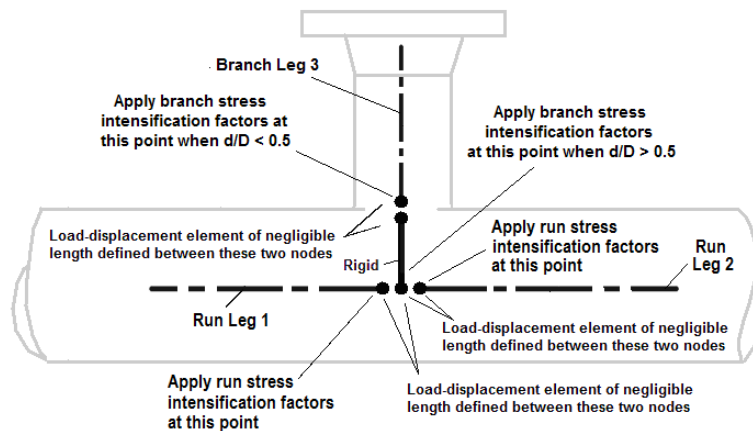 Branch Leg 3
Apply branch stress
intensification factors at
this point when d/D < 0.5
Apply branch stress
intensification factors
at this point when d/D > 0.5
Load-displacement element of negligible
length defined between these two nodes
Apply run stress
intensification factors
at this point
Run
Leg 2
Rigid
Run Leg 1
Load-displacement element of negligible
length defined between these two nodes
Apply run stress
intensification factors
at this point
Load-displacement element of negligible
length defined between these two nodes